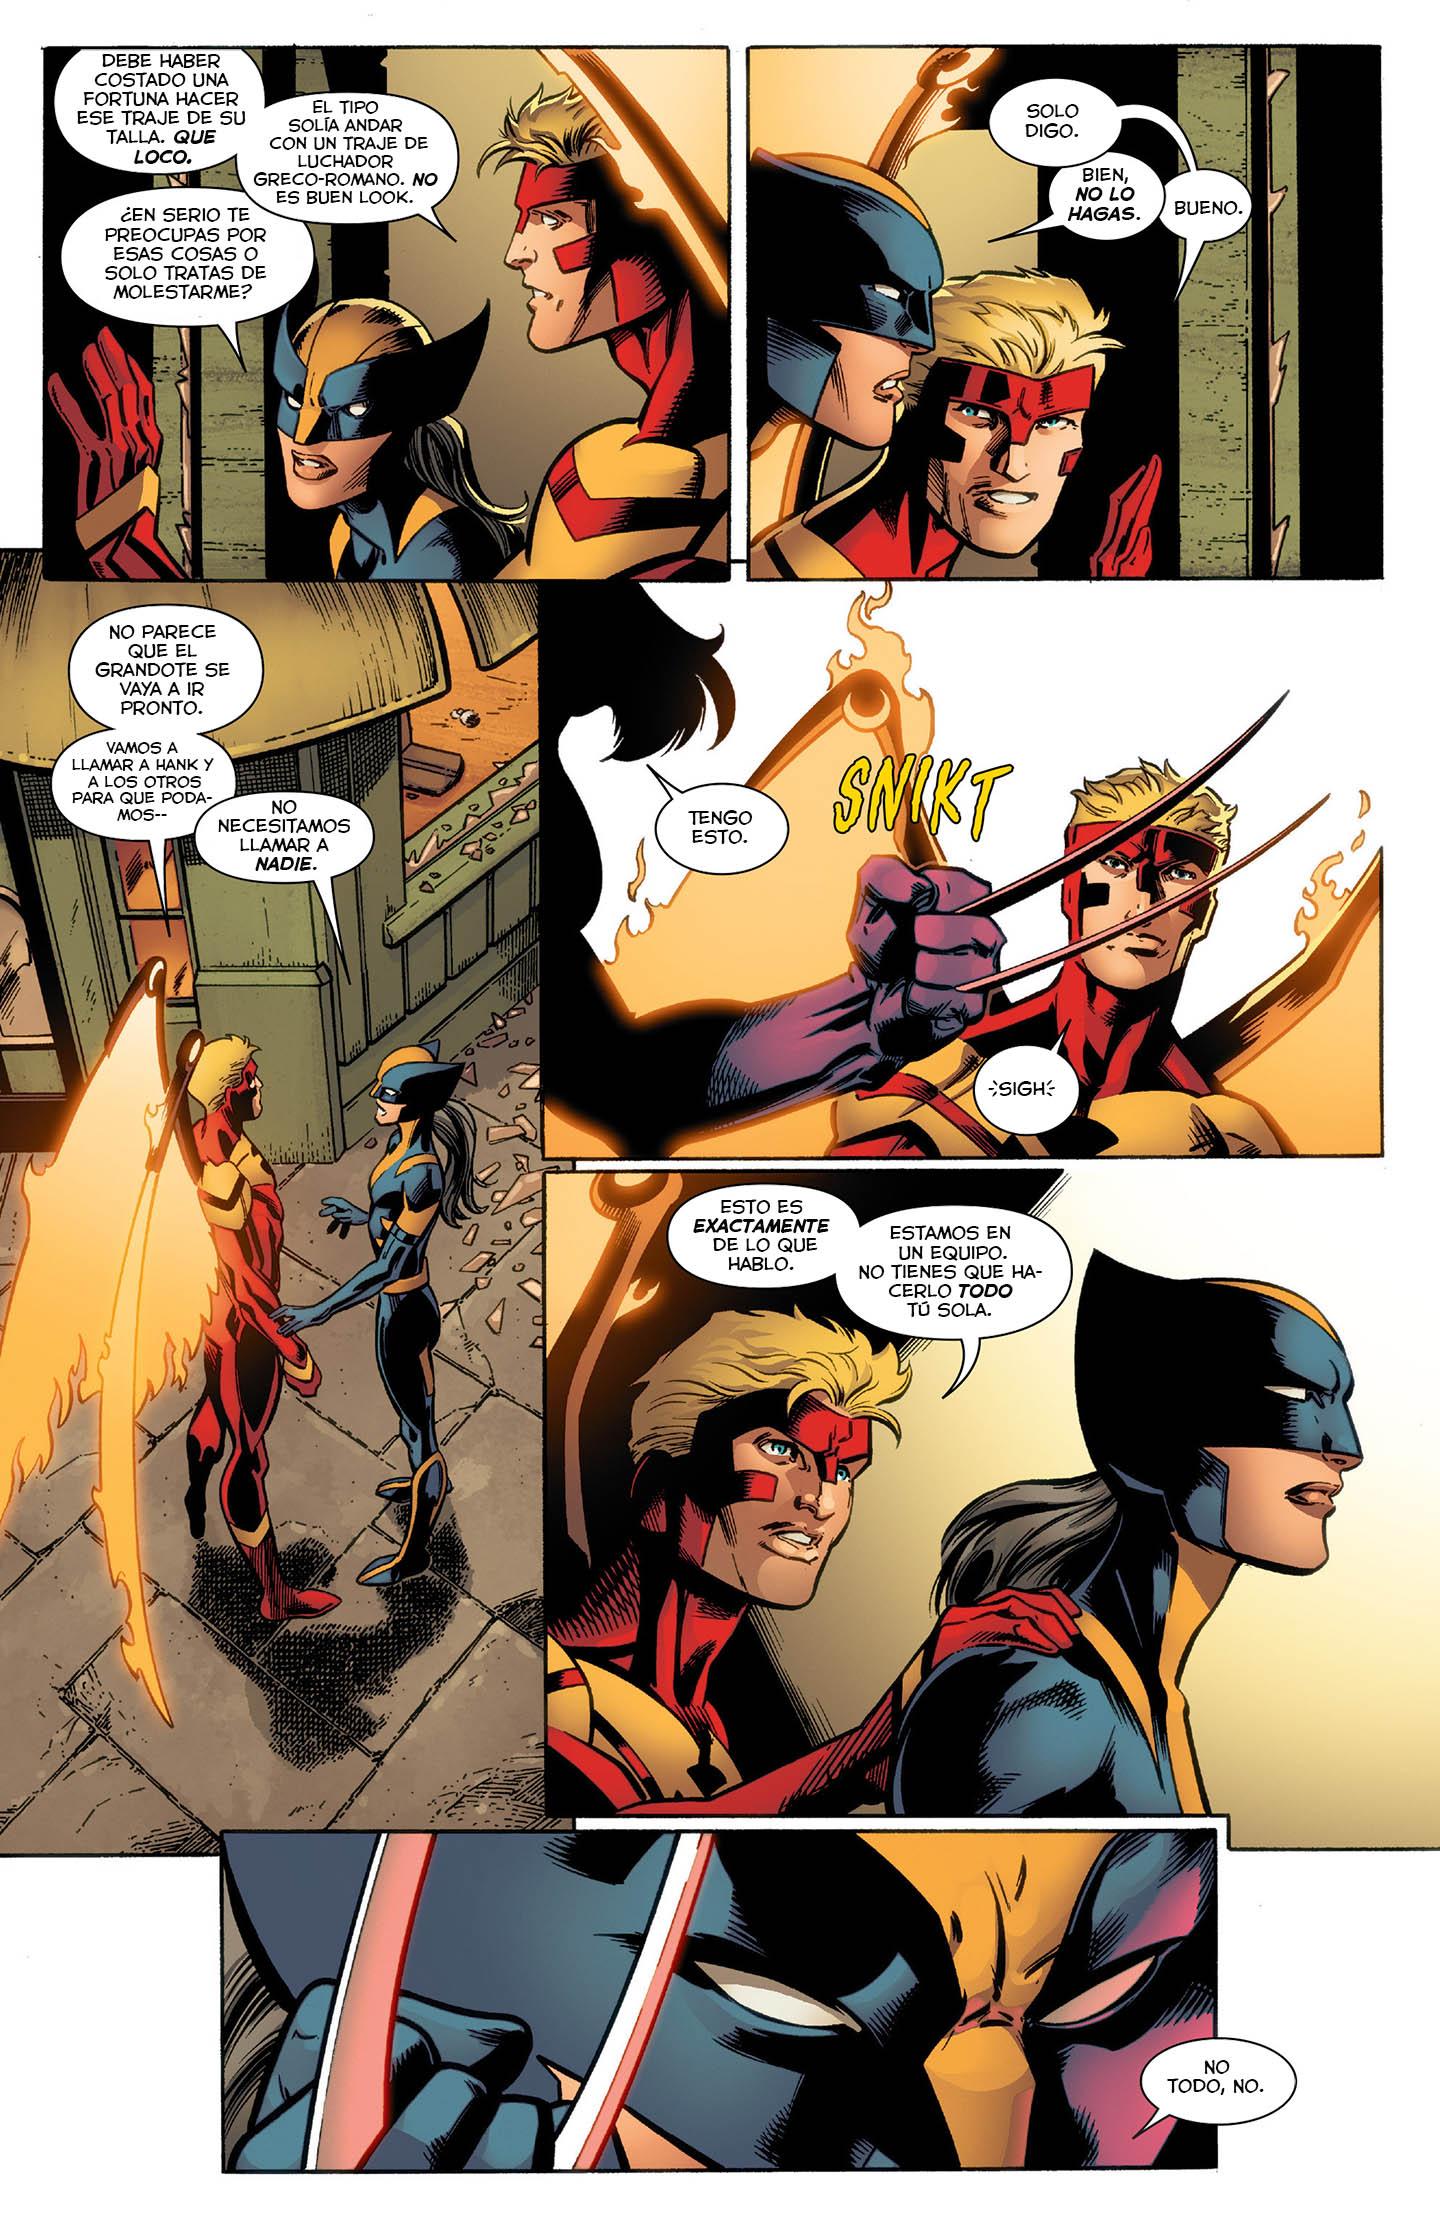 DEBE HABER
COSTADO UNA
FORTUNA HACER
ESE TRAJE DE SU
TALLA. QUE
LOCO.
EL TIPO
SOLÍA ANDAR
CON UN TRAJE DE
LUCHADOR
GRECO-ROMANO. NO
ES BUEN LOOK.
¿EN SERIO TE
PREOCUPAS POR
ESAS COSAS O
SOLO TRATAS DE
MOLESTARME?
SOLO
DIGO.
BIEN,
NO LO
HAGAS.
BUENO.
NO PARECE
QUE EL
GRANDOTE SE
VAYA A IR
PRONTO.
VAMOS A
LLAMAR A HANK Y
A LOS OTROS
PARA QUE PODA-
MOS--
NO
NECESITAMOS
LLAMAR A
NADIE.
TENGO
ESTO.
SNIKT
SIGH
ESTO ES
EXACTAMENTE
DE LO QUE
HABLO.
ESTAMOS EN
UN EQUIPO.
NO TIENES QUE HA-
CERLO TODO
TÚ SOLA.
NO
TODO, NO.